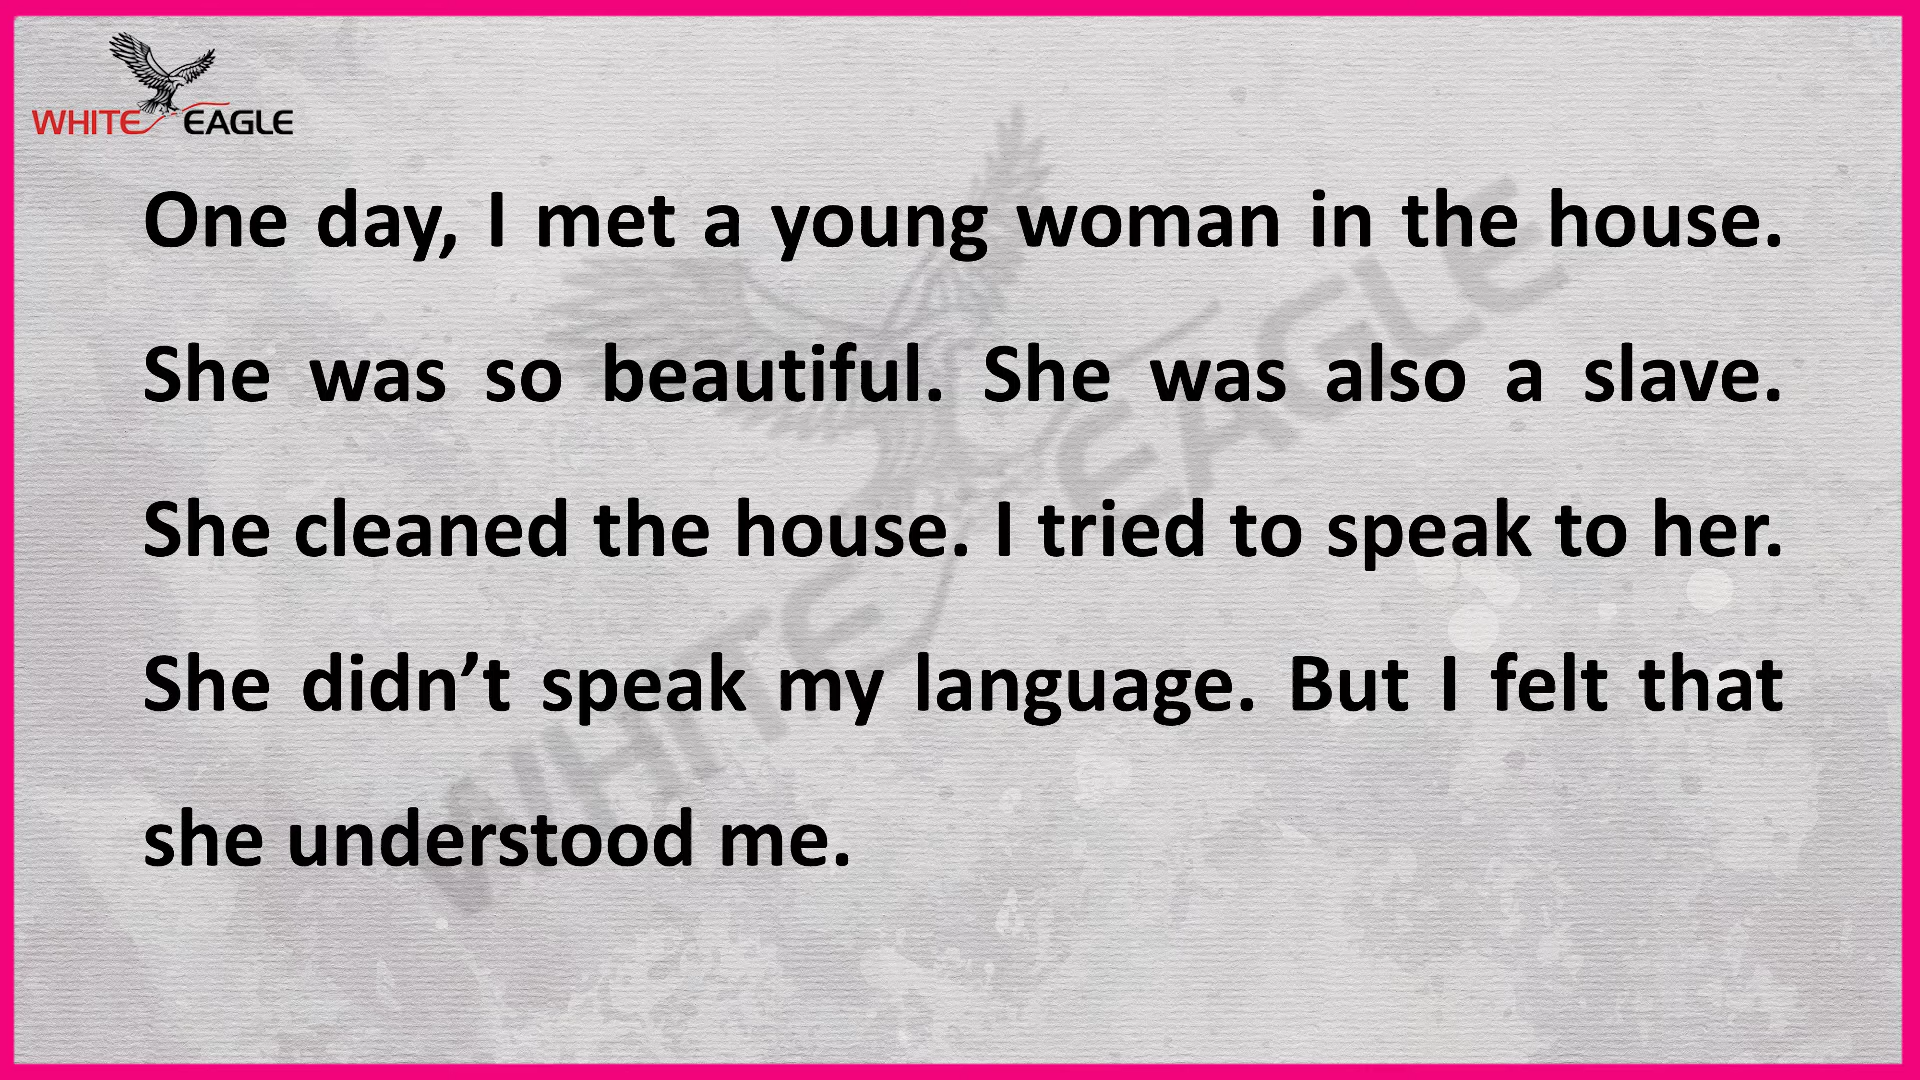 WHITE EAGLE
One day, I met a young woman in the house.
She was so beautiful. She was also a slave.
She cleaned the house. I tried to speak to her.
She didn’t speak my language. But I felt that
she understood me.
WHITE EAGLE